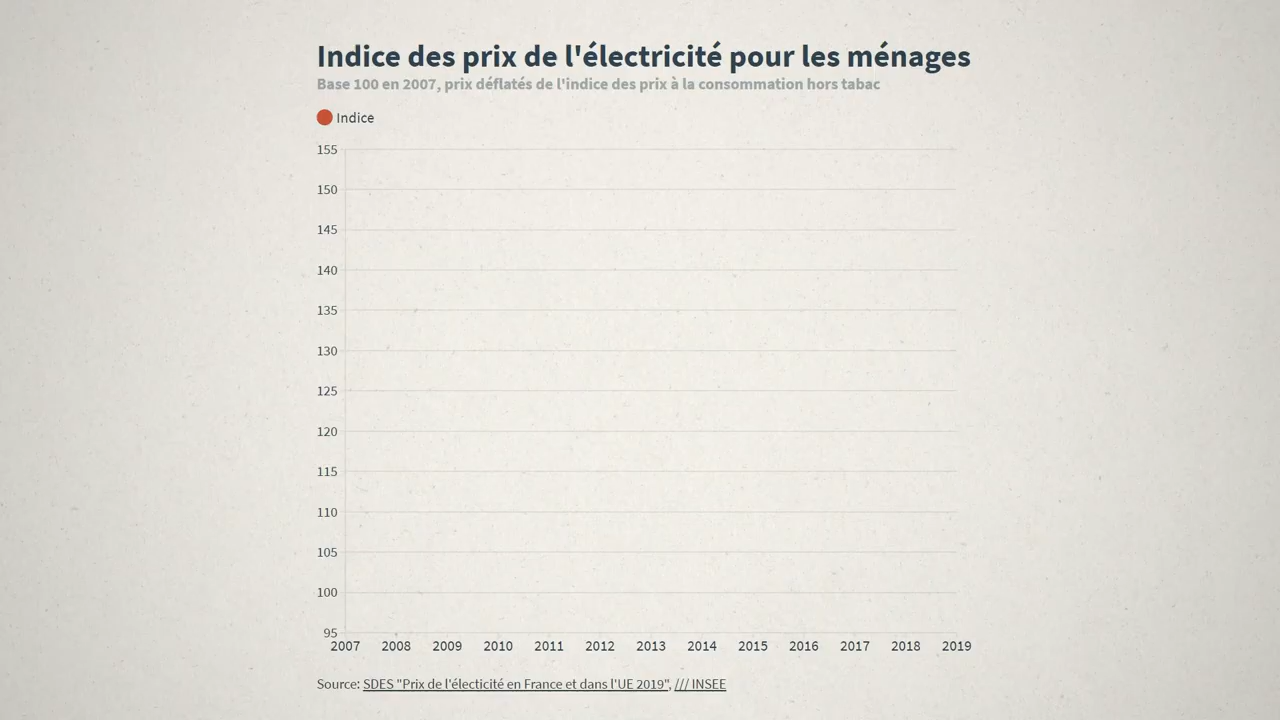 Indice des prix de l'électricité pour les ménages
Base 100 en 2007, prix déflatés de l'indice des prix à la consommation hors tabac
Indice
155
150
145
140
135
130
125
120
115
110
105
100
95
2007 2008 2009 2010 2011 2012 2013 2014 2015 2016 2017 2018 2019
Source: SDES "Prix de l'électicité en France et dans l'UE 2019", /// INSEE